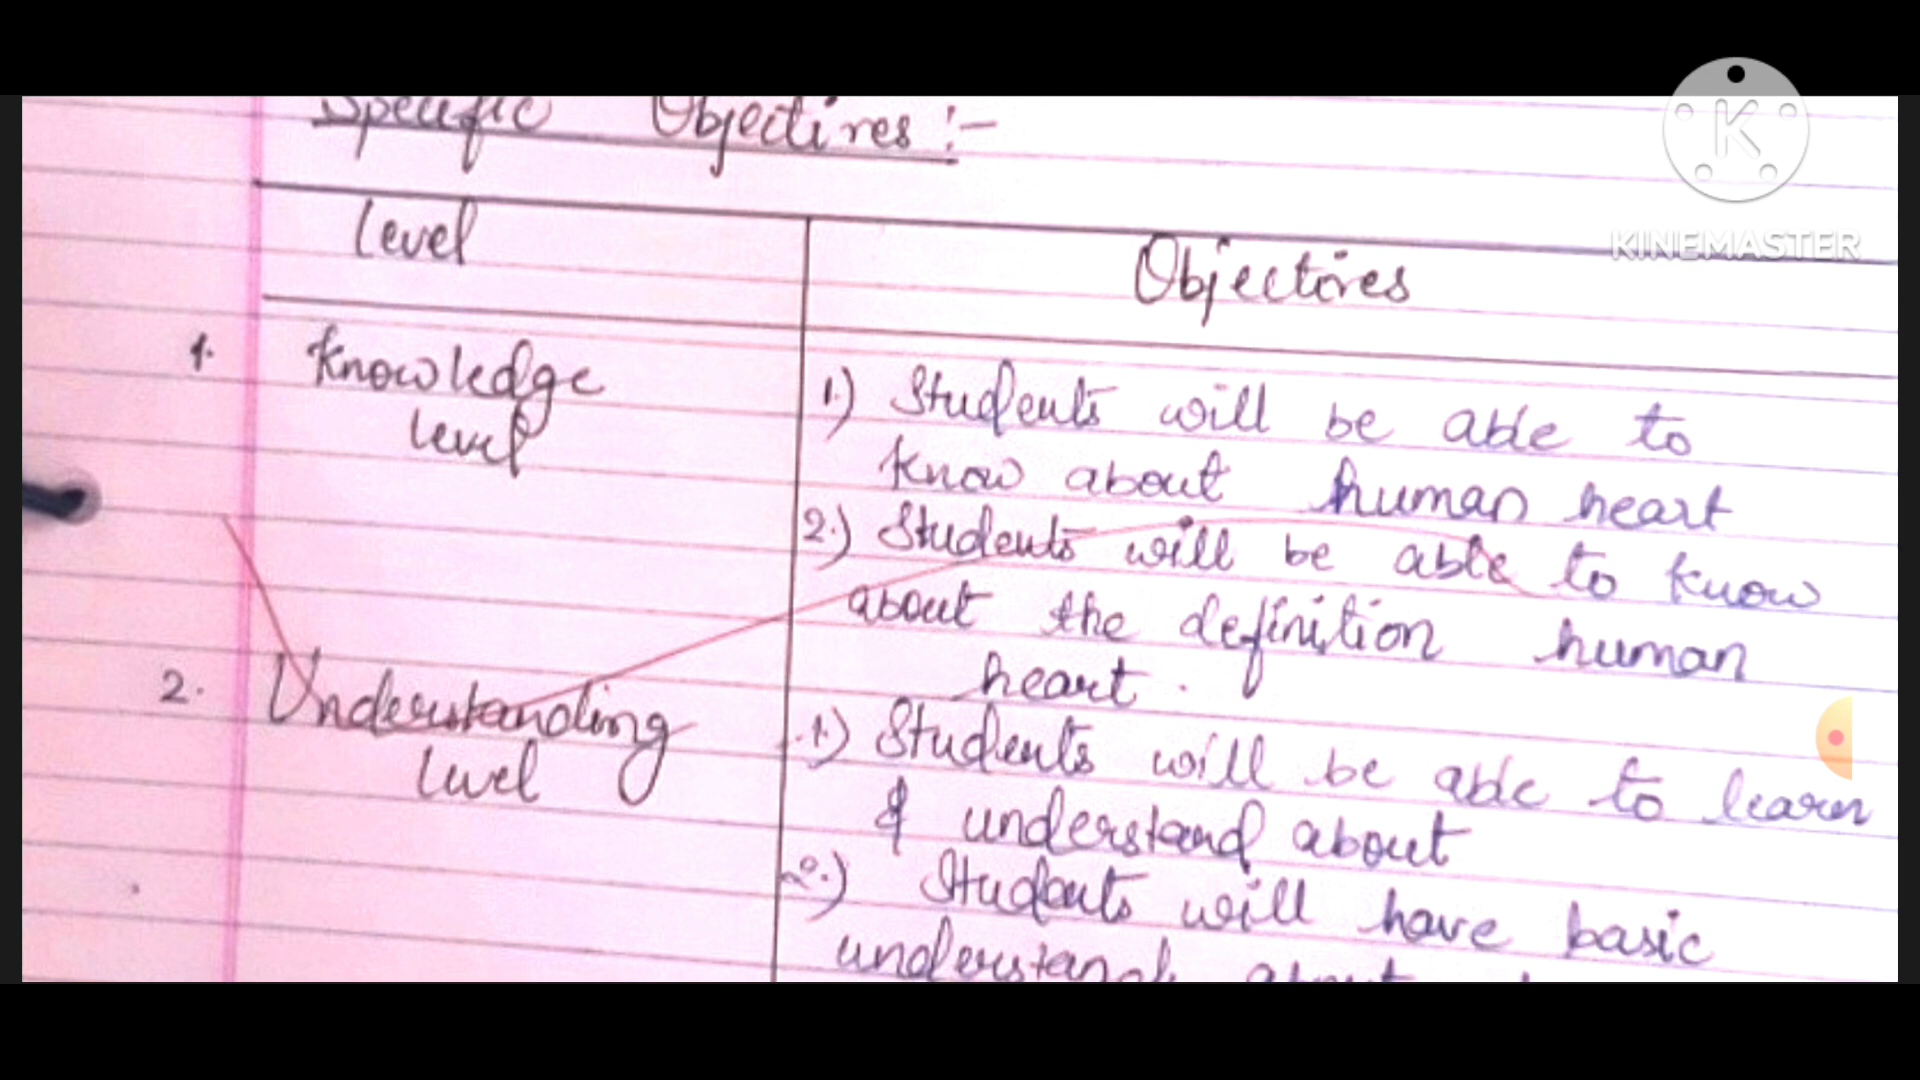 Specific Objectives :-
Level
Objectives
1. Knowledge
level
1.) Students will be able to
know about human heart
2.) Students will be able to know
about the definition human
heart.
2. Understanding
level
1.) Students will be able to learn
& understand about
2.) Students will have basic
understand about
KINEMASTER